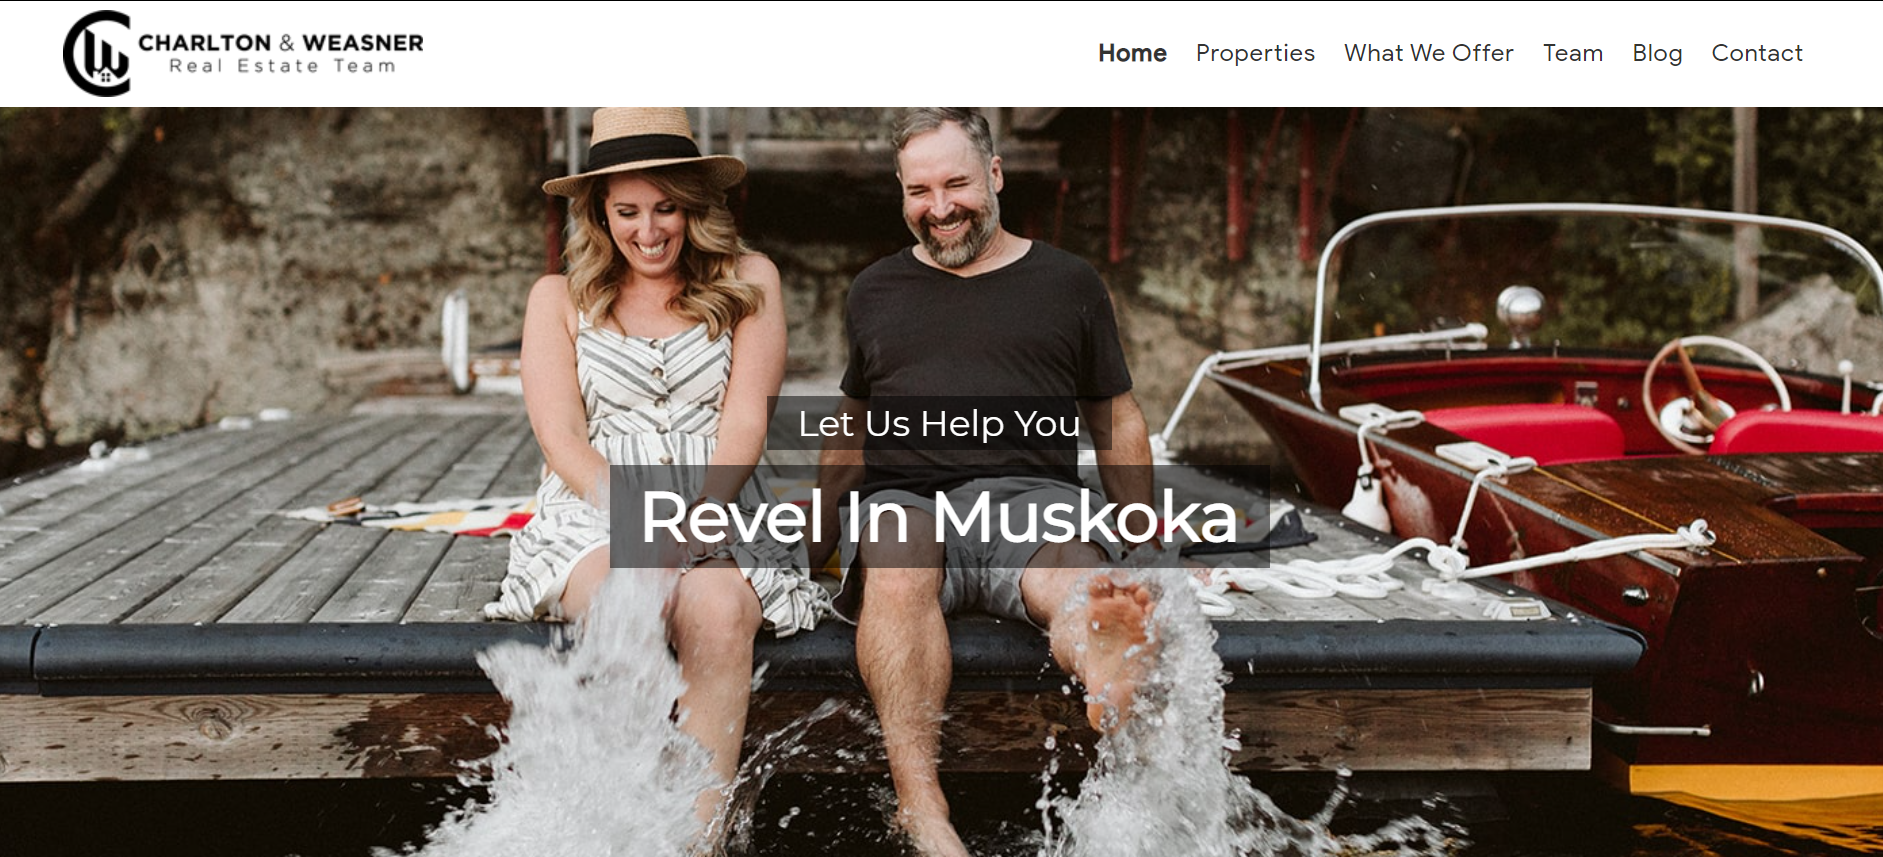 CHARLTON & WEASNER
Real Estate Team
Home Properties What We Offer Team Blog Contact
Let Us Help You
Revel In Muskoka